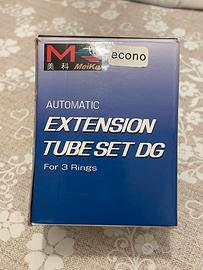 M econo
美科 MeiKe
AUTOMATIC
EXTENSION
TUBE SET DG
For 3 Rings